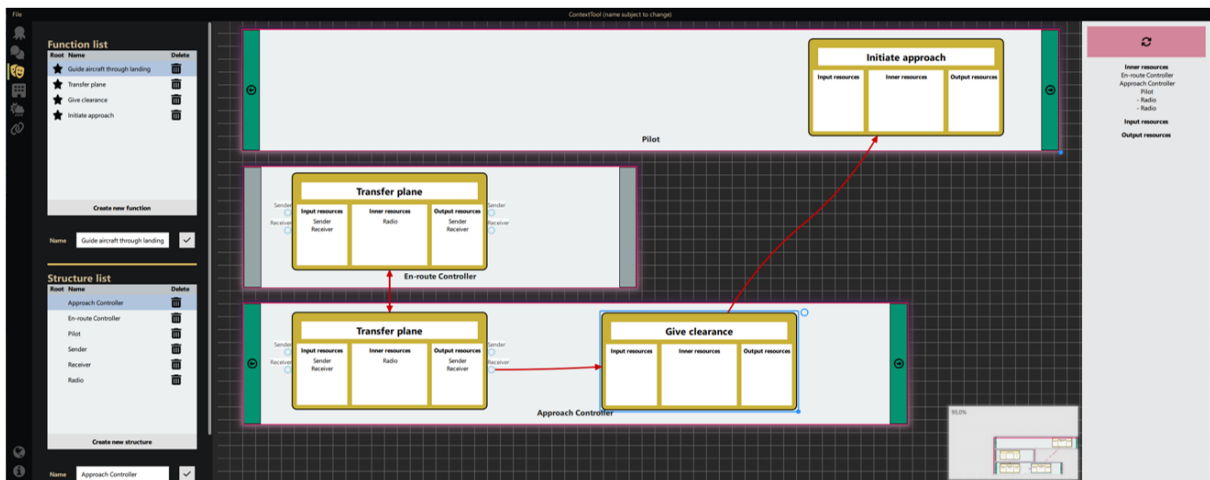 File
ContextTool (name subject to change)
Function list
Root Name Delete
Guide aircraft through landing
Transfer plane
Give clearance
Initiate approach
Create new function
Name Guide aircraft through landing
Structure list
Root Name Delete
Approach Controller
En-route Controller
Pilot
Sender
Receiver
Radio
Create new structure
Name Approach Controller
Initiate approach
Input resources Inner resources Output resources
Pilot
Transfer plane
Input resources Inner resources Output resources
Sender Sender Radio Sender Sender
Receiver Receiver Receiver Receiver
En-route Controller
Transfer plane
Input resources Inner resources Output resources
Sender Sender Radio Sender Sender
Receiver Receiver Receiver Receiver
Give clearance
Input resources Inner resources Output resources
Approach Controller
93.0%
Inner resources
En-route Controller
Approach Controller
Pilot
- Radio
- Radio
Input resources
Output resources